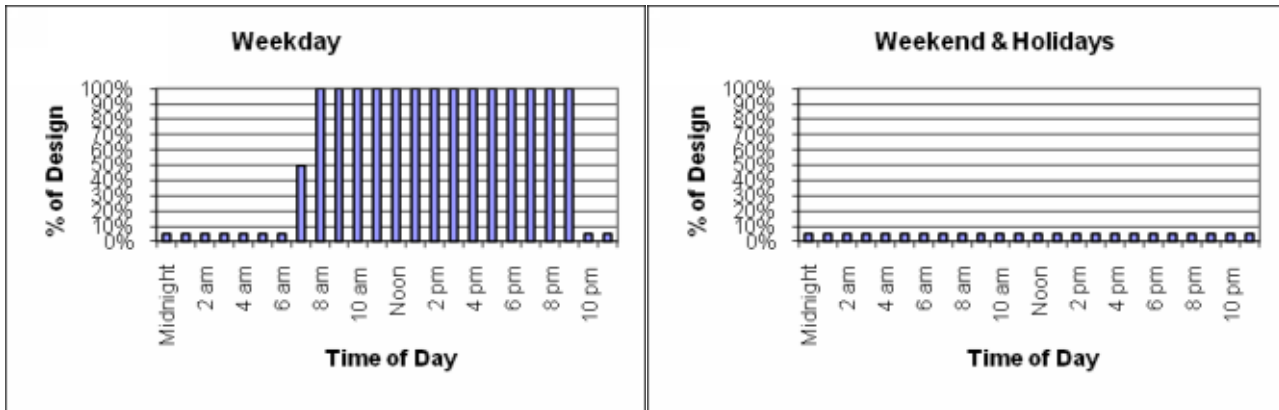 Weekday
% of Design
100%
90%
80%
70%
60%
50%
40%
30%
20%
10%
0%
Midnight
2 am
4 am
6 am
8 am
10 am
Noon
2 pm
4 pm
6 pm
8 pm
10 pm
Time of Day
Weekend & Holidays
% of Design
100%
90%
80%
70%
60%
50%
40%
30%
20%
10%
0%
Midnight
2 am
4 am
6 am
8 am
10 am
Noon
2 pm
4 pm
6 pm
8 pm
10 pm
Time of Day